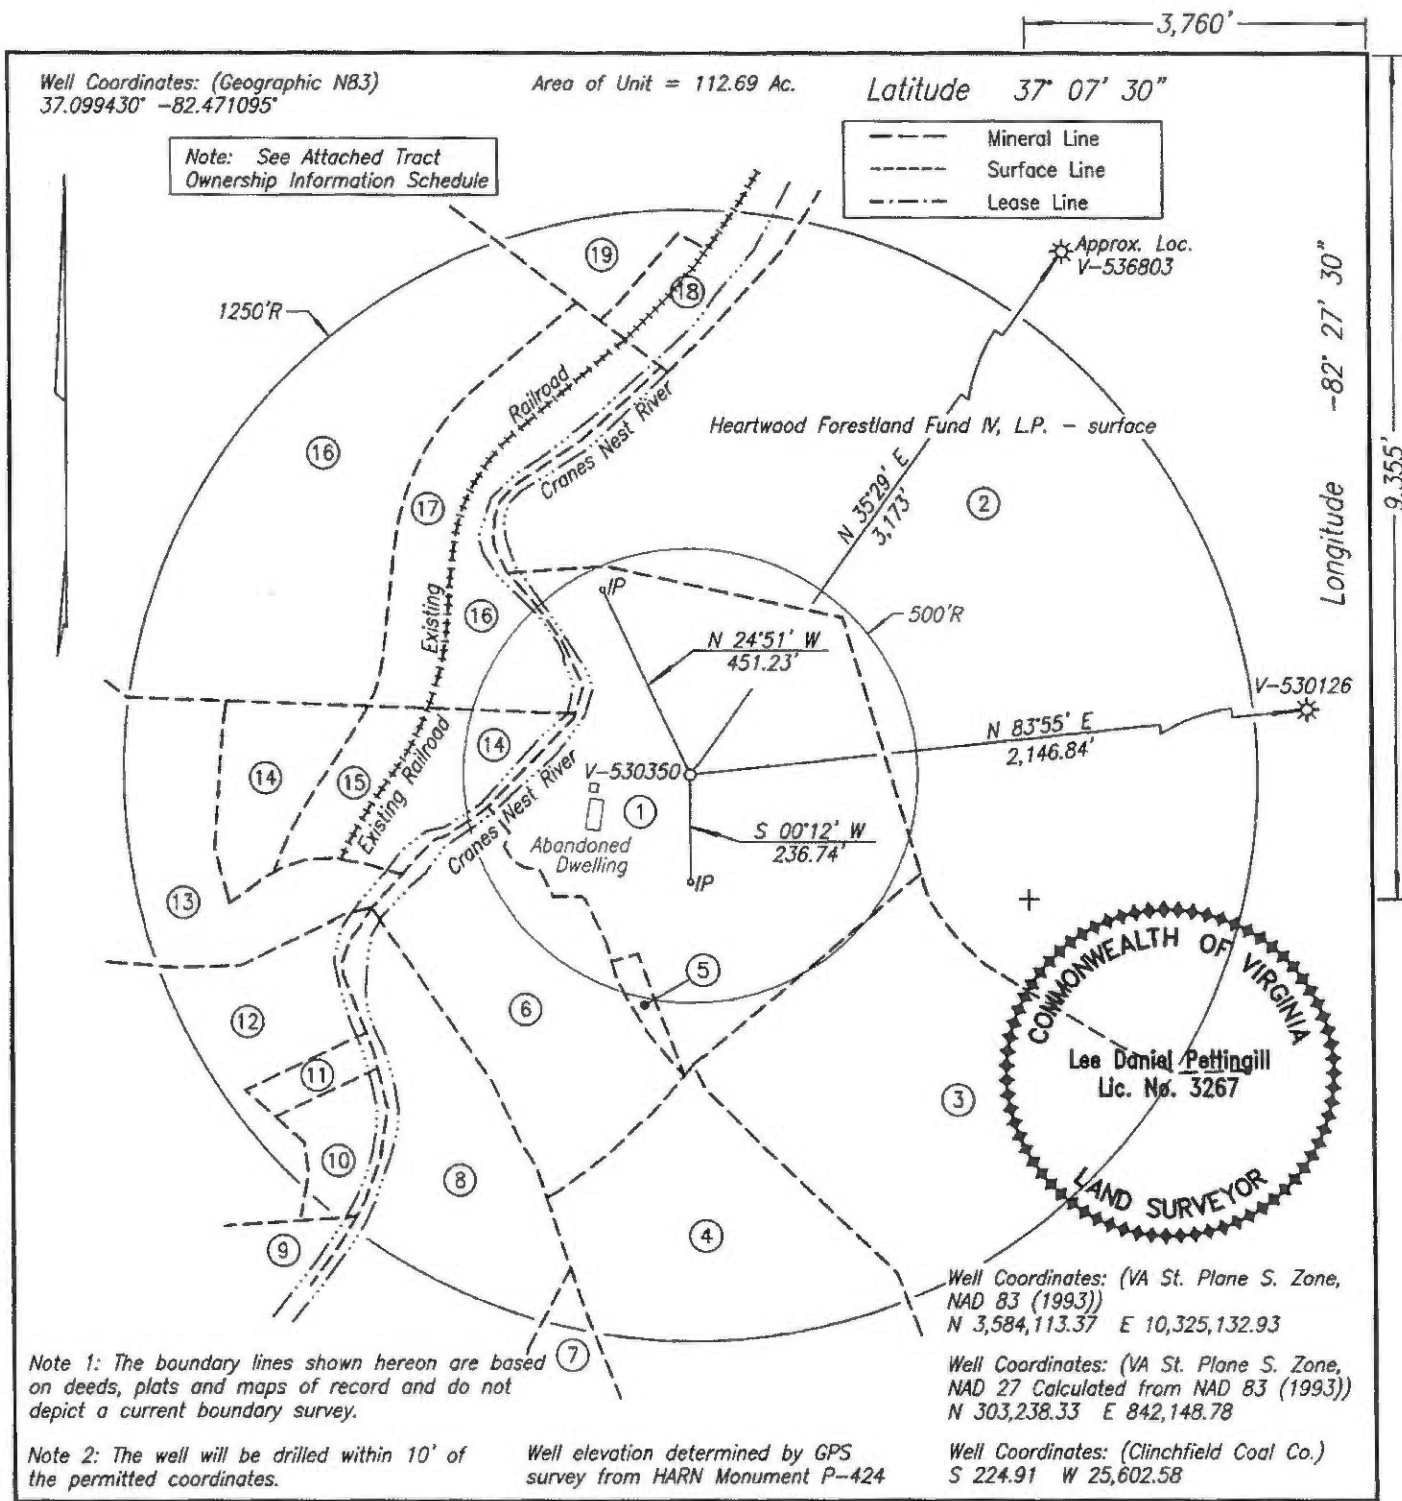 3,760'
Well Coordinates: (Geographic N83)
37.099430° -82.471095°
Area of Unit = 112.69 Ac.
Latitude 37° 07' 30"
Note: See Attached Tract
Ownership Information Schedule
Mineral Line
Surface Line
Lease Line
19
Approx. Loc.
V-536803
18
1250'R
Longitude -82° 27' 30"
9,355'
Railroad
Cranes Nest River
Heartwood Forestland Fund IV, L.P. - surface
16
17
N 35°29' E
3,173'
2
IP
500'R
Existing
16
N 24°51' W
451.23'
V-530126
N 83°55' E
2,146.84'
14
14
15
Existing Railroad
Cranes Nest River
V-530350
1
Abandoned
Dwelling
S 00°12' W
236.74'
IP
13
5
6
12
11
COMMONWEALTH OF VIRGINIA
Lee Daniel Pettingill
Lic. No. 3267
LAND SURVEYOR
3
10
8
9
4
7
Well Coordinates: (VA St. Plane S. Zone,
NAD 83 (1993))
N 3,584,113.37 E 10,325,132.93
Note 1: The boundary lines shown hereon are based
on deeds, plats and maps of record and do not
depict a current boundary survey.
Well Coordinates: (VA St. Plane S. Zone,
NAD 27 Calculated from NAD 83 (1993))
N 303,238.33 E 842,148.78
Note 2: The well will be drilled within 10' of
the permitted coordinates.
Well elevation determined by GPS
survey from HARN Monument P-424
Well Coordinates: (Clinchfield Coal Co.)
S 224.91 W 25,602.58